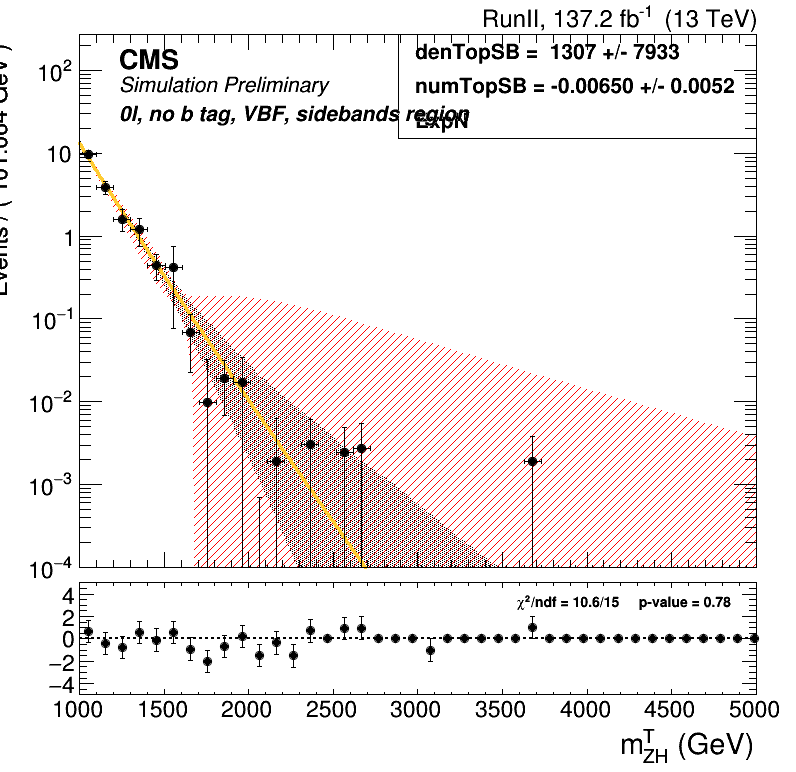 RunII, 137.2 fb⁻¹ (13 TeV)
CMS
Simulation Preliminary
0l, no b tag, VBF, sidebands region
denTopSB = 1307 +/- 7933
numTopSB = -0.00650 +/- 0.0052
ExpN
Events / ( 101.004 GeV )
10²
10
1
10⁻¹
10⁻²
10⁻³
10⁻⁴
χ²/ndf = 10.6/15 p-value = 0.78
4
2
0
−2
−4
1000 1500 2000 2500 3000 3500 4000 4500 5000
m^T_ZH (GeV)